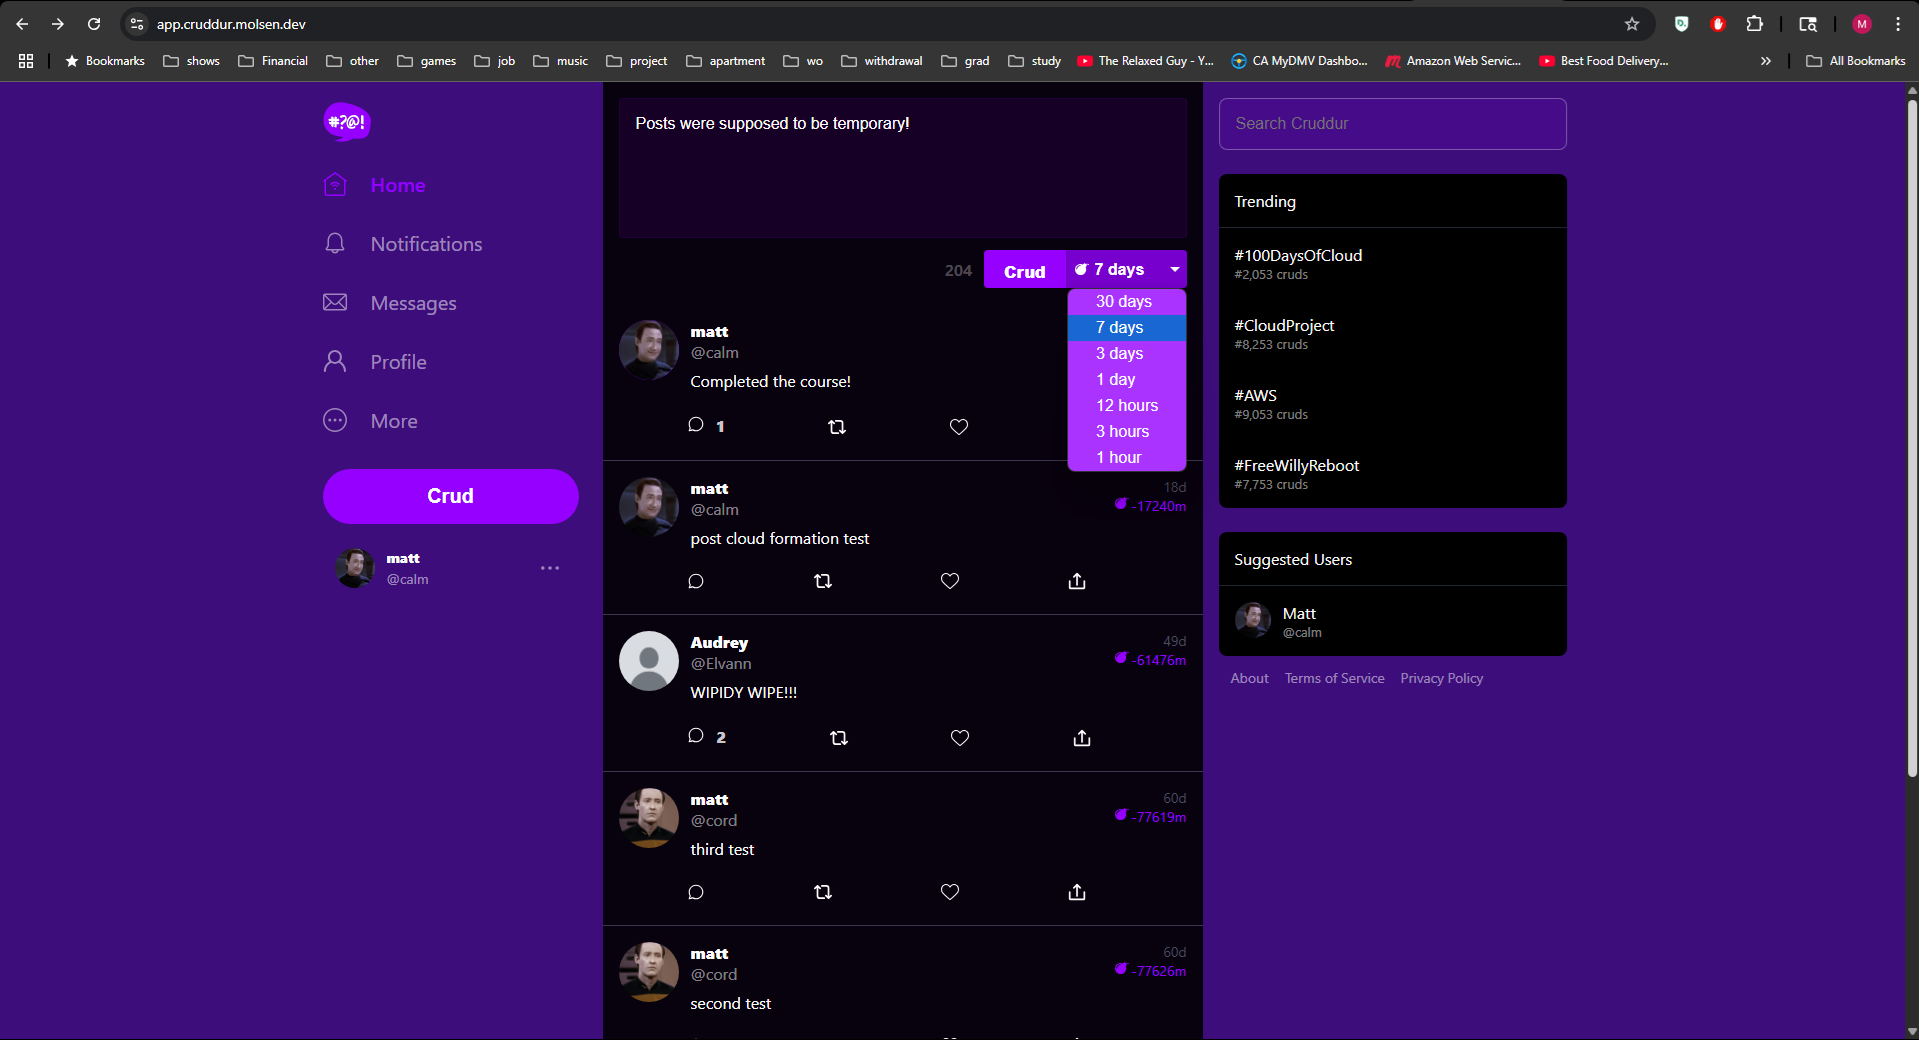 app.cruddur.molsen.dev
M
Bookmarks
shows
Financial
other
games
job
music
project
apartment
wo
withdrawal
grad
study
The Relaxed Guy - Y...
CA MyDMV Dashbo...
Amazon Web Servic...
Best Food Delivery...
»
All Bookmarks
#?@!
Home
Notifications
Messages
Profile
More
Crud
matt
@calm
Posts were supposed to be temporary!
204
Crud
7 days
30 days
7 days
3 days
1 day
12 hours
3 hours
1 hour
matt
@calm
Completed the course!
1
matt
@calm
18d
-17240m
post cloud formation test
Audrey
@Elvann
49d
-61476m
WIPIDY WIPE!!!
2
matt
@cord
60d
-77619m
third test
matt
@cord
60d
-77626m
second test
Search Cruddur
Trending
#100DaysOfCloud
#2,053 cruds
#CloudProject
#8,253 cruds
#AWS
#9,053 cruds
#FreeWillyReboot
#7,753 cruds
Suggested Users
Matt
@calm
About
Terms of Service
Privacy Policy